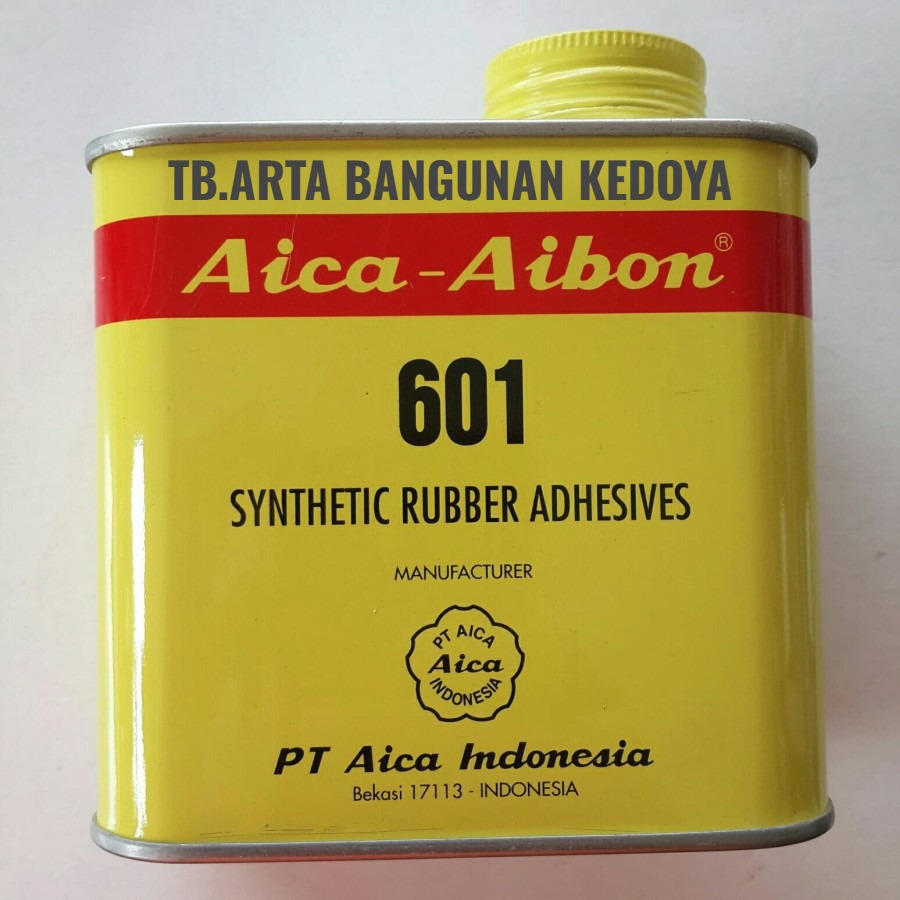 TB.ARTA BANGUNAN KEDOYA
Aica-Aibon®
601
SYNTHETIC RUBBER ADHESIVES
MANUFACTURER
PT AICA
Aica
INDONESIA
PT Aica Indonesia
Bekasi 17113 - INDONESIA